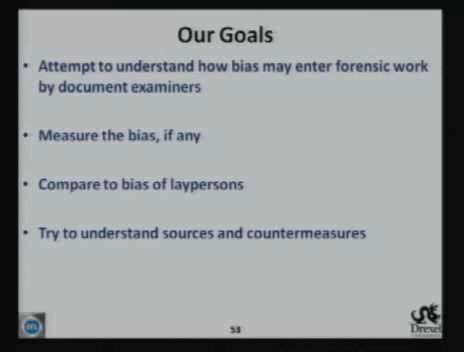 Our Goals
• Attempt to understand how bias may enter forensic work
by document examiners
• Measure the bias, if any
• Compare to bias of laypersons
• Try to understand sources and countermeasures
53
Drexel